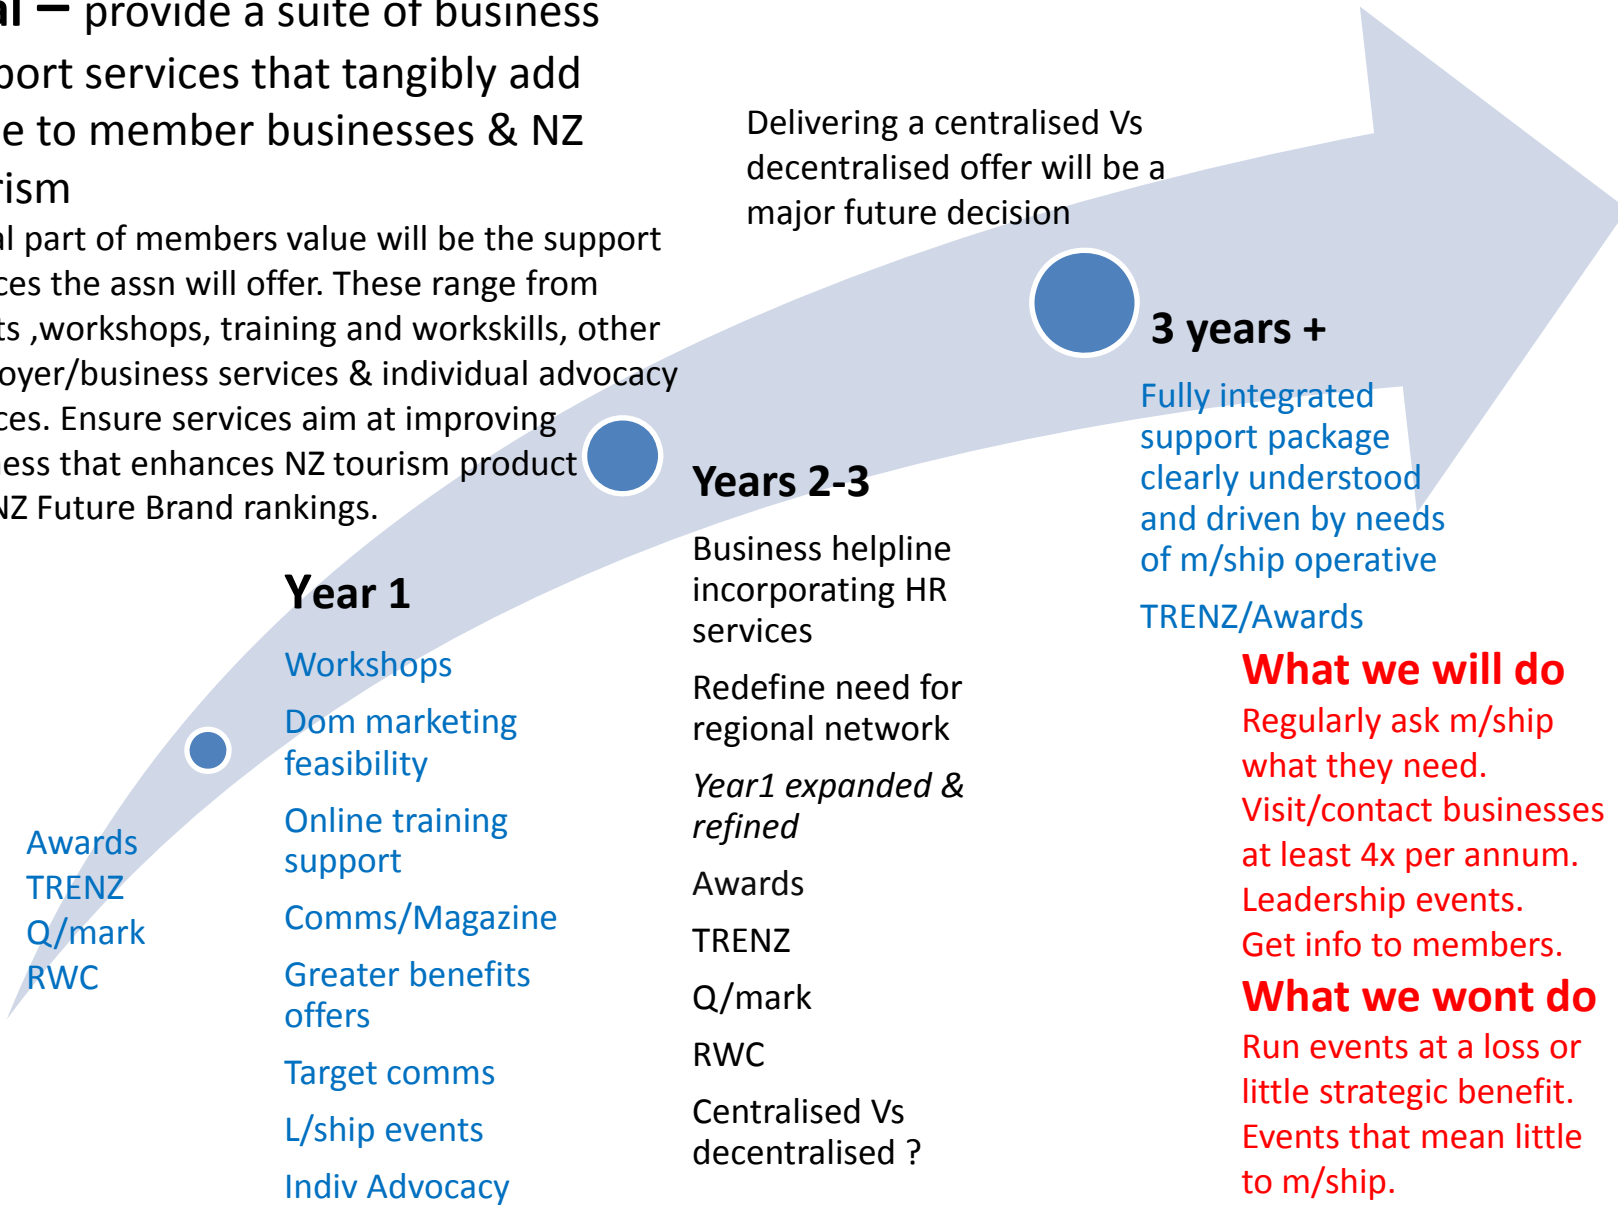 al – provide a suite of business
port services that tangibly add
e to member businesses & NZ
rism
al part of members value will be the support
ces the assn will offer. These range from
ts ,workshops, training and workskills, other
oyer/business services & individual advocacy
ces. Ensure services aim at improving
ness that enhances NZ tourism product
NZ Future Brand rankings.
Delivering a centralised Vs
decentralised offer will be a
major future decision
Awards
TRENZ
Q/mark
RWC
Year 1
Workshops
Dom marketing
feasibility
Online training
support
Comms/Magazine
Greater benefits
offers
Target comms
L/ship events
Indiv Advocacy
Years 2-3
Business helpline
incorporating HR
services
Redefine need for
regional network
Year1 expanded &
refined
Awards
TRENZ
Q/mark
RWC
Centralised Vs
decentralised ?
3 years +
Fully integrated
support package
clearly understood
and driven by needs
of m/ship operative
TRENZ/Awards
What we will do
Regularly ask m/ship
what they need.
Visit/contact businesses
at least 4x per annum.
Leadership events.
Get info to members.
What we wont do
Run events at a loss or
little strategic benefit.
Events that mean little
to m/ship.